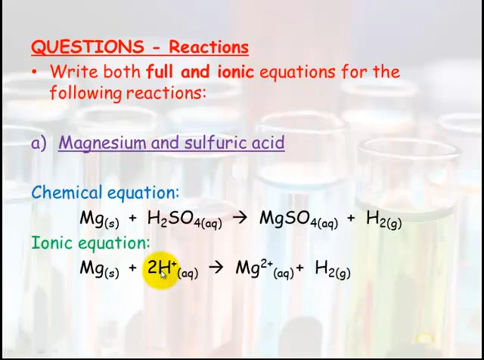 QUESTIONS - Reactions
• Write both full and ionic equations for the
following reactions:
a) Magnesium and sulfuric acid
Chemical equation:
Mg(s) + H₂SO₄(aq) → MgSO₄(aq) + H₂(g)
Ionic equation:
Mg(s) + 2H⁺(aq) → Mg²⁺(aq) + H₂(g)